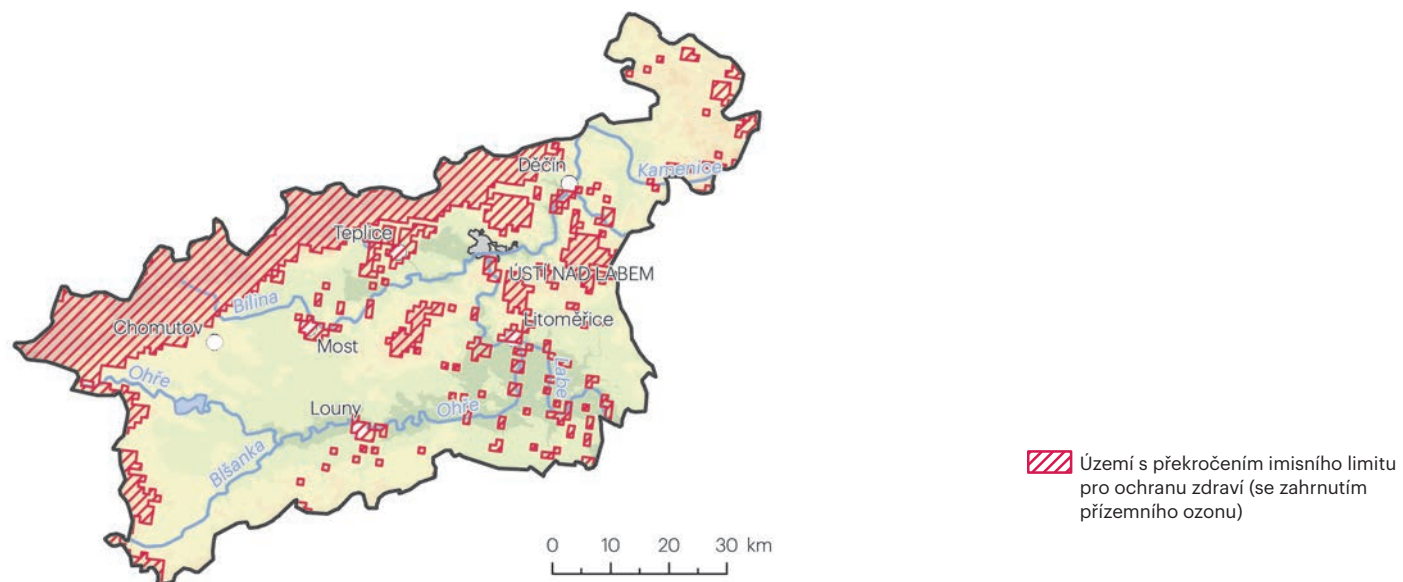 Děčín
Kamenice
Teplice
ÚSTÍ NAD LABEM
Bílina
Chomutov
Litoměřice
Most
Ohře
Labe
Louny
Ohře
Blšanka
Území s překročením imisního limitu
pro ochranu zdraví (se zahrnutím
přízemního ozonu)
0 10 20 30 km